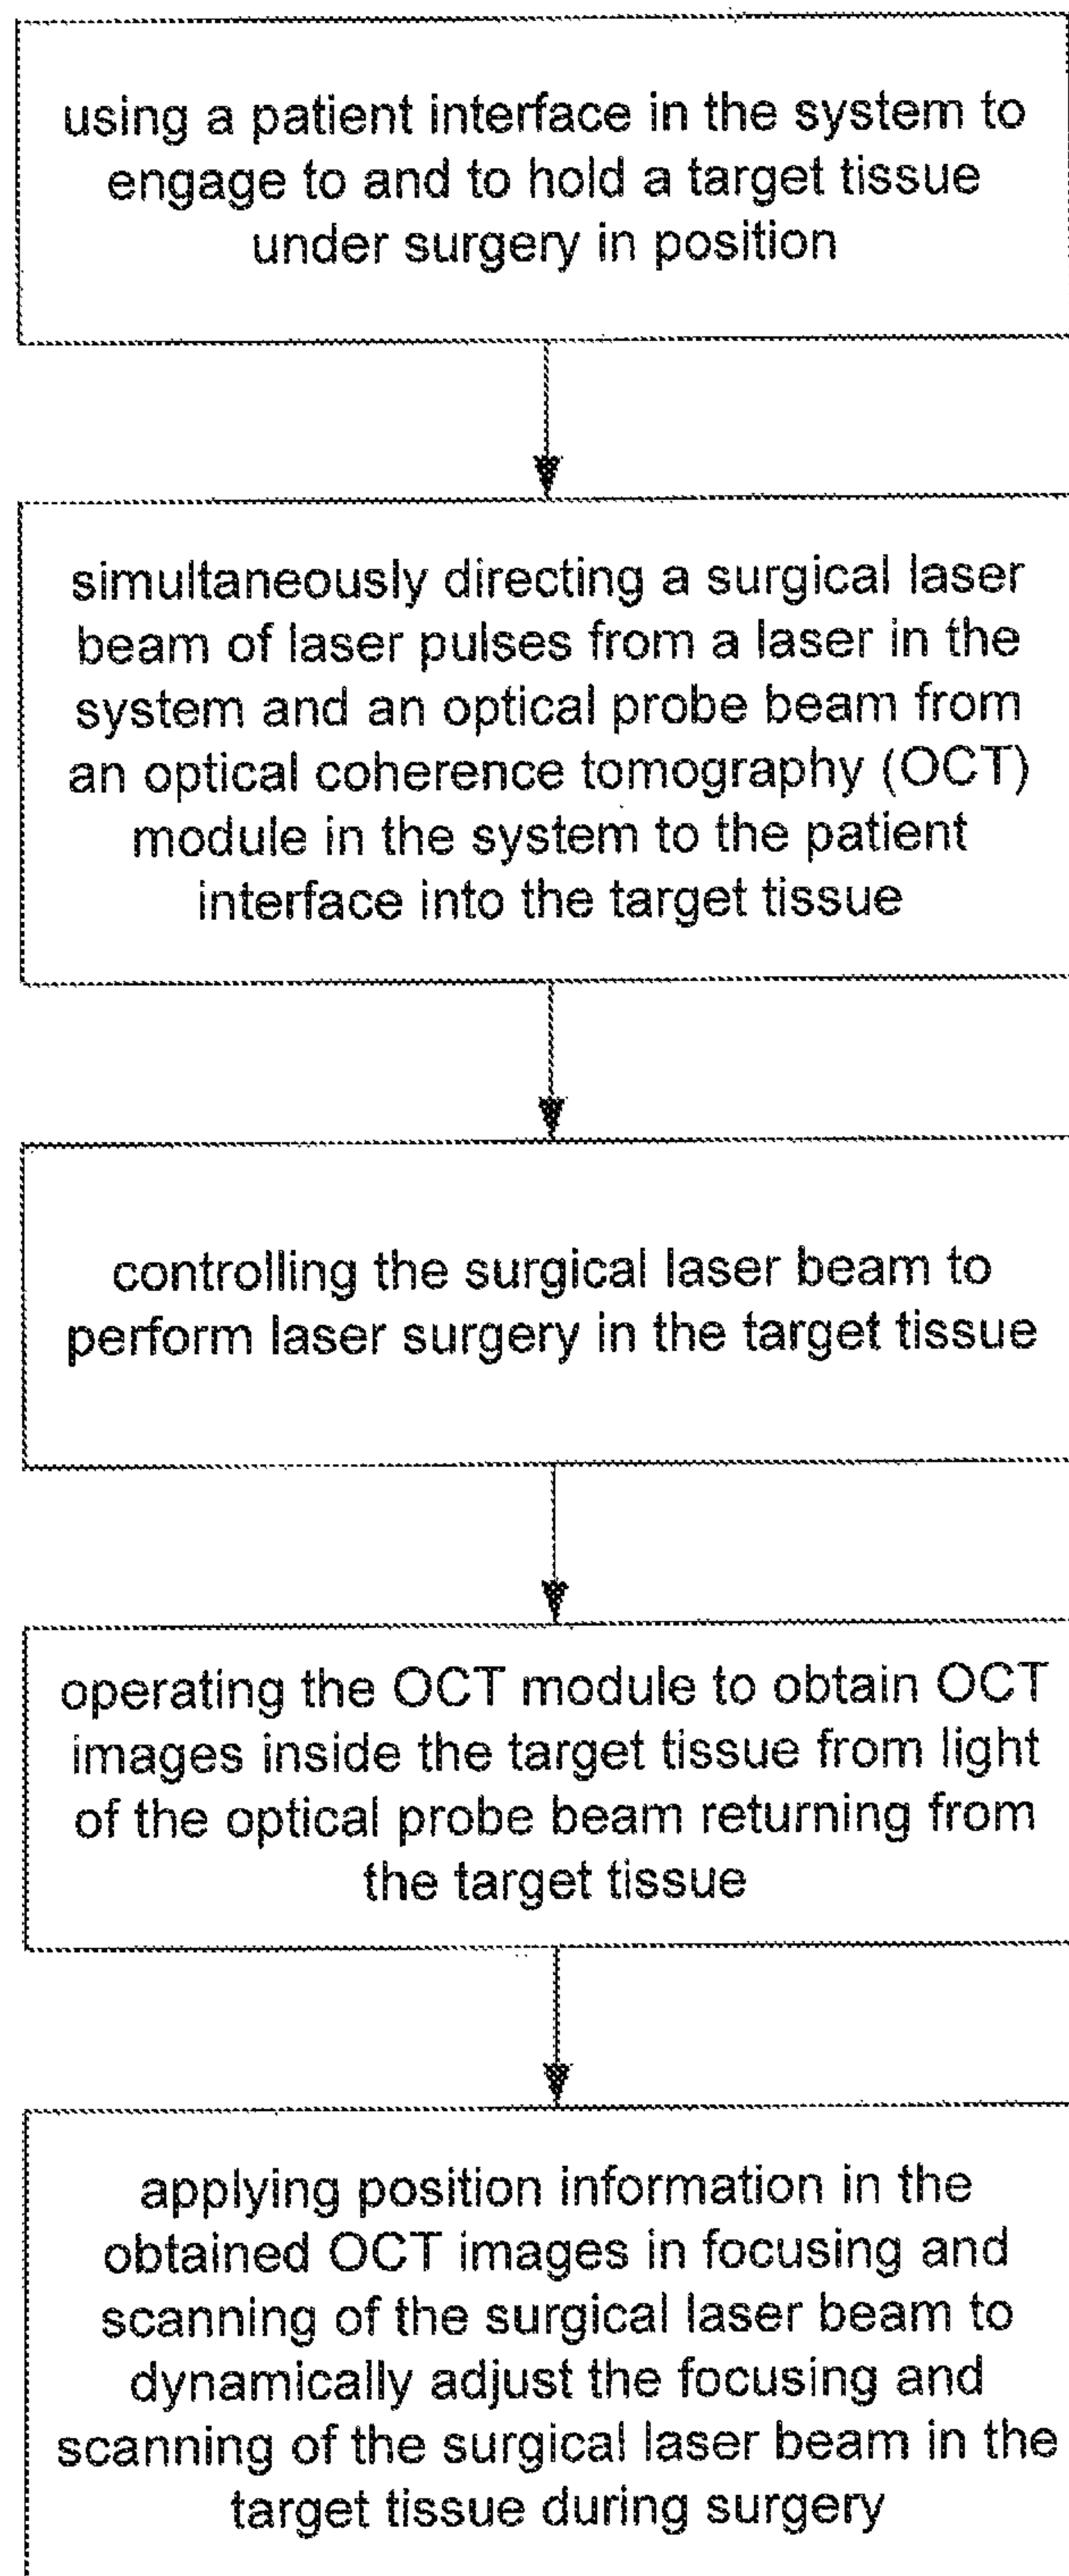 using a patient interface in the system to
engage to and to hold a target tissue
under surgery in position
simultaneously directing a surgical laser
beam of laser pulses from a laser in the
system and an optical probe beam from
an optical coherence tomography (OCT)
module in the system to the patient
interface into the target tissue
controlling the surgical laser beam to
perform laser surgery in the target tissue
operating the OCT module to obtain OCT
images inside the target tissue from light
of the optical probe beam returning from
the target tissue
applying position information in the
obtained OCT images in focusing and
scanning of the surgical laser beam to
dynamically adjust the focusing and
scanning of the surgical laser beam in the
target tissue during surgery